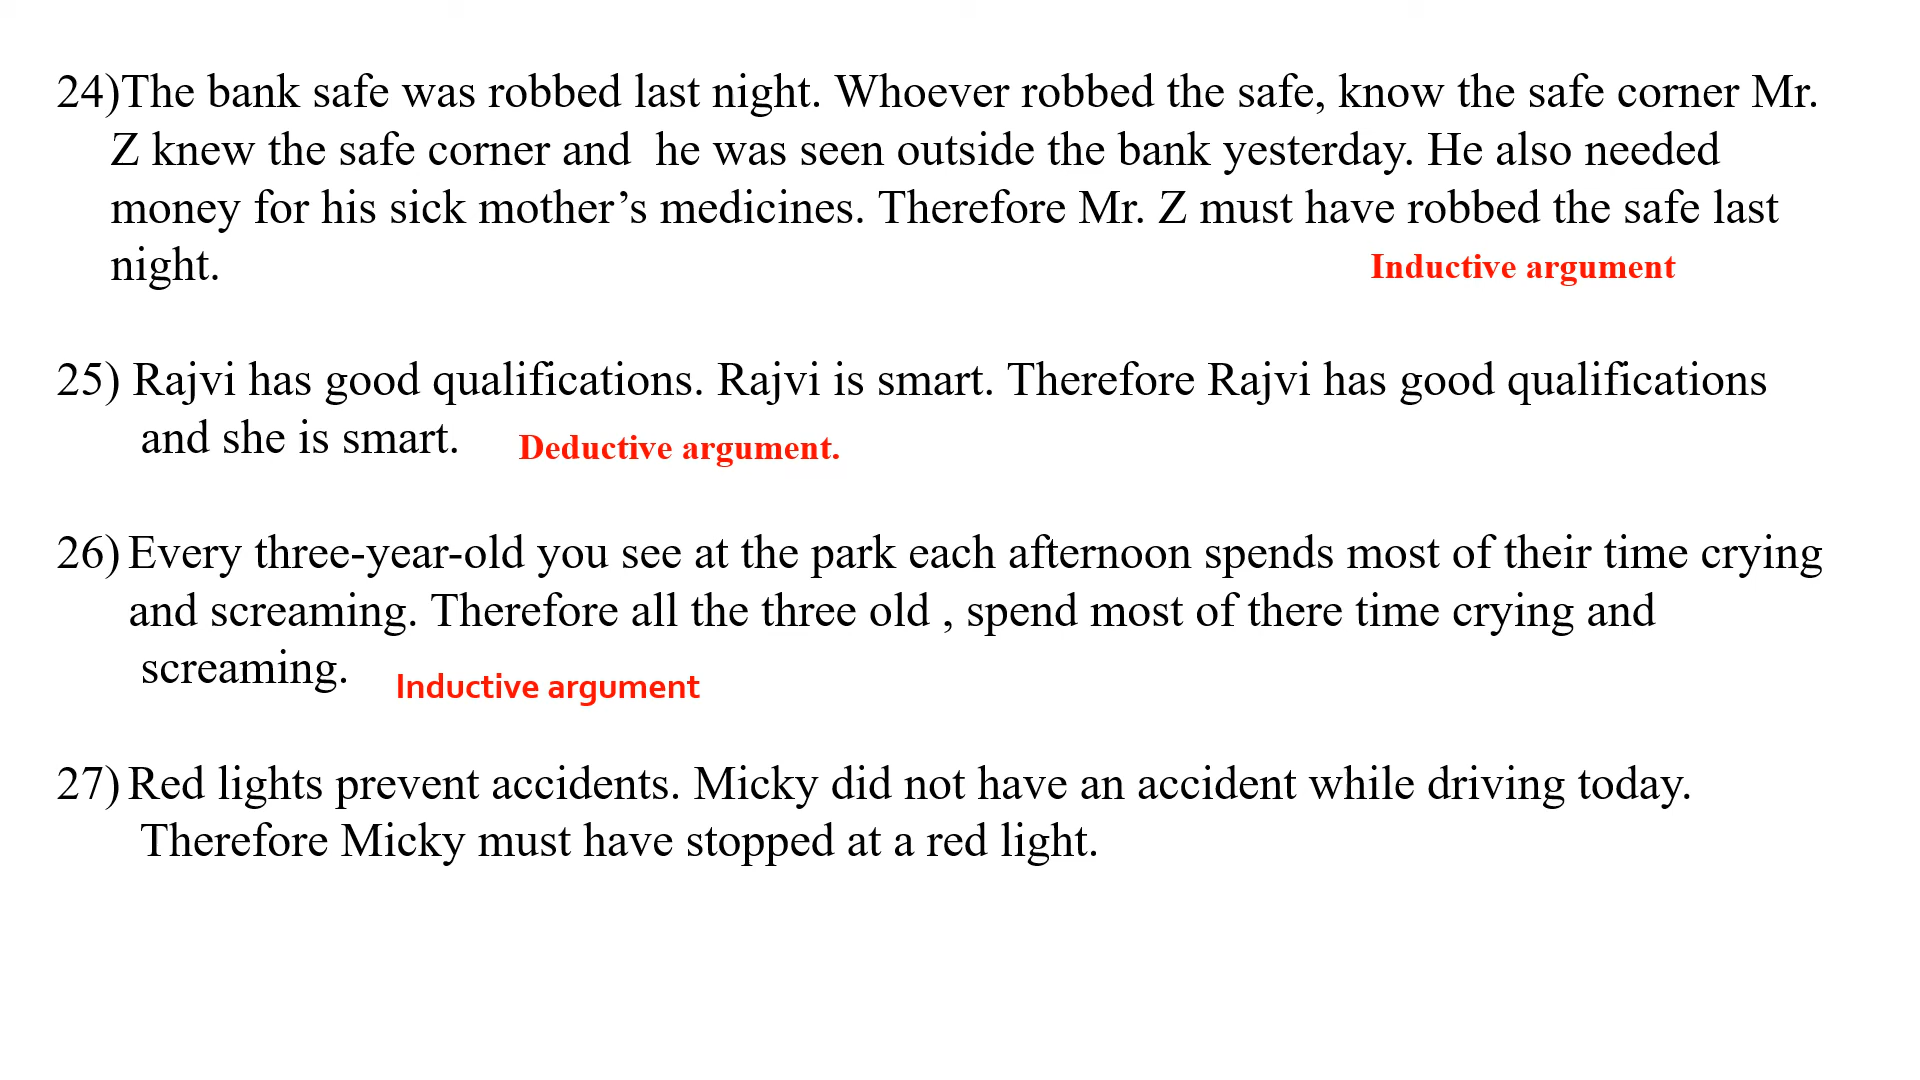 24)The bank safe was robbed last night. Whoever robbed the safe, know the safe corner Mr.
Z knew the safe corner and  he was seen outside the bank yesterday. He also needed
money for his sick mother’s medicines. Therefore Mr. Z must have robbed the safe last
night.
Inductive argument
25) Rajvi has good qualifications. Rajvi is smart. Therefore Rajvi has good qualifications
and she is smart.
Deductive argument.
26) Every three-year-old you see at the park each afternoon spends most of their time crying
and screaming. Therefore all the three old , spend most of there time crying and
screaming.
Inductive argument
27) Red lights prevent accidents. Micky did not have an accident while driving today.
Therefore Micky must have stopped at a red light.